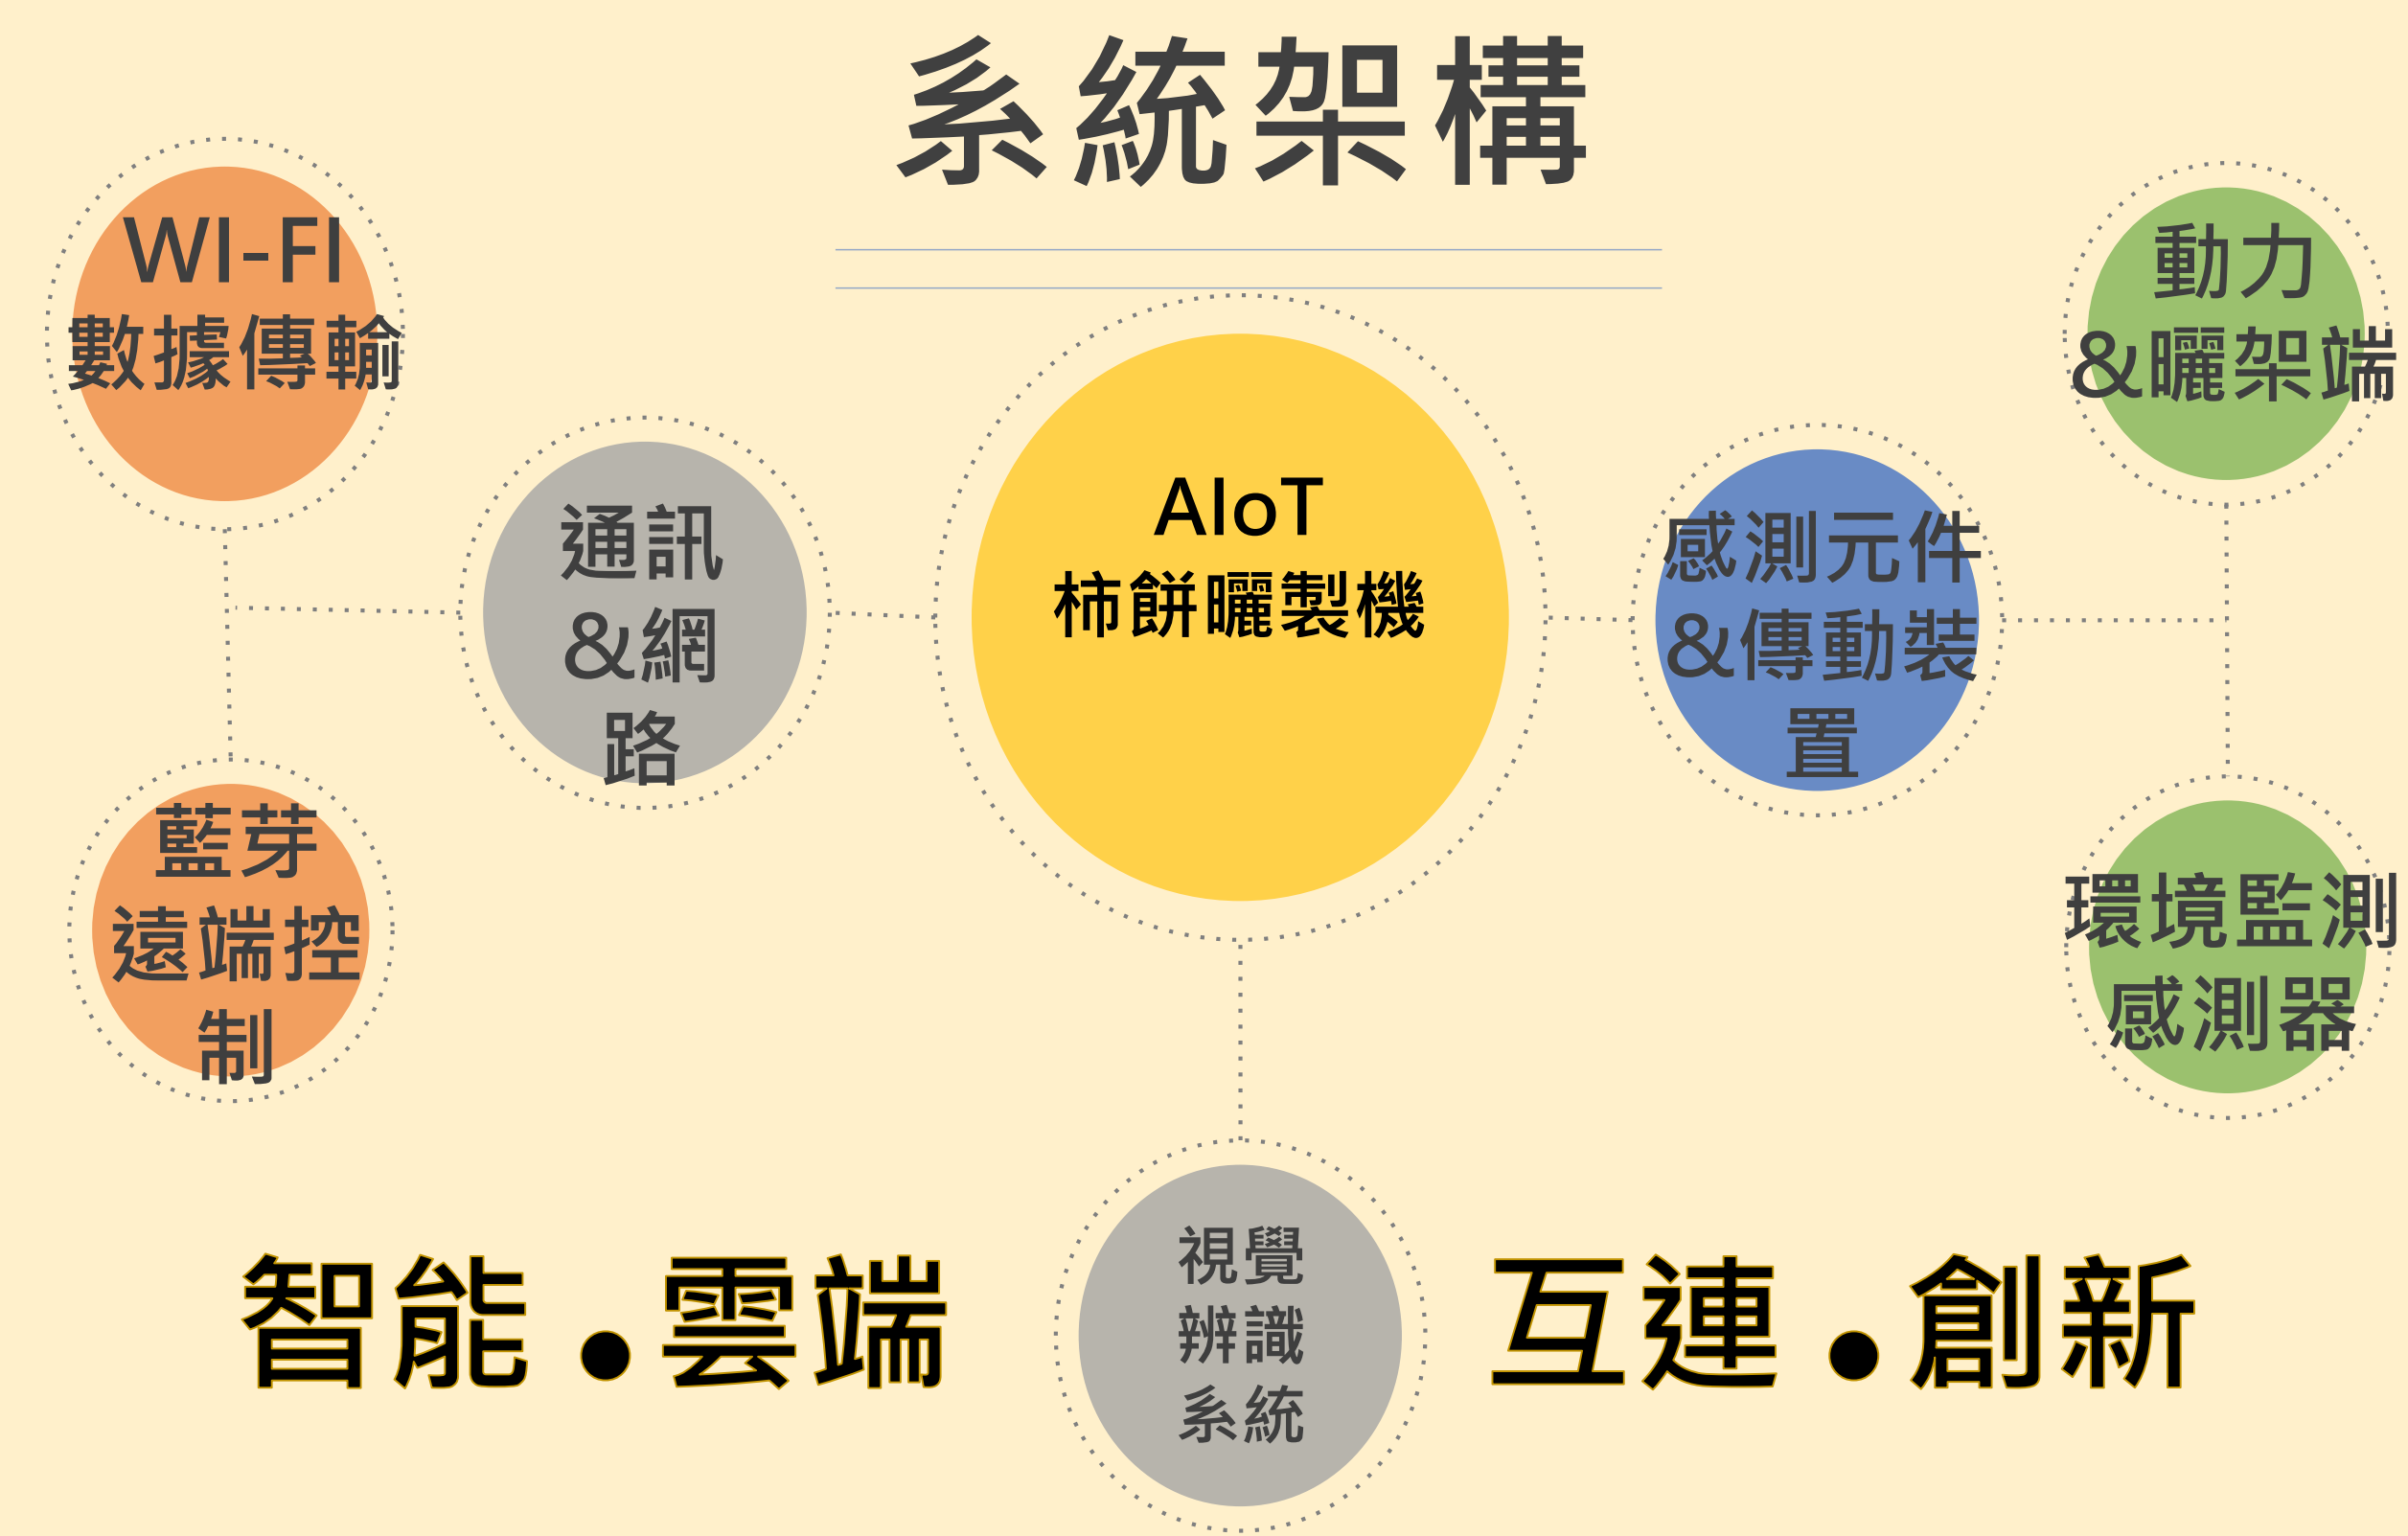 系統架構
WI-FI
數據傳輸
通訊
&網
路
藍芽
遠端控
制
AIoT
柿餅曬製機
感測元件
&傳動裝
置
動力
&曬架端
環境監測
感測器
視覺
辨識
系統
智能 . 雲端
互連 . 創新